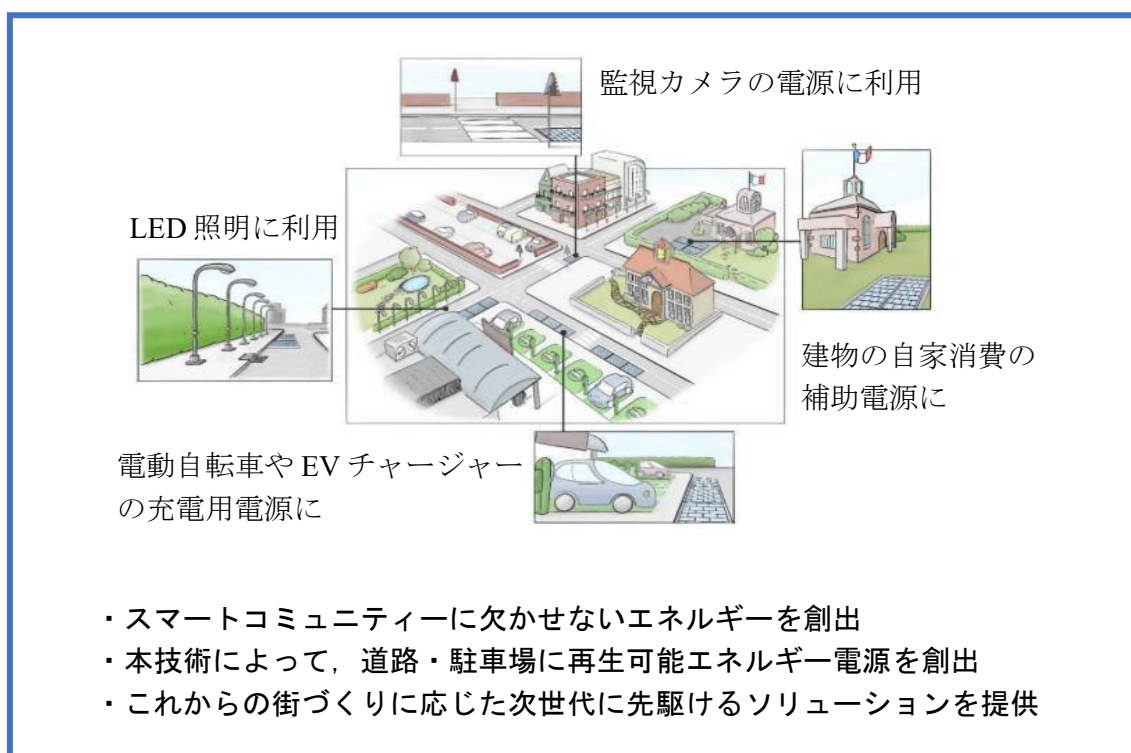 監視カメラの電源に利用
LED 照明に利用
建物の自家消費の
補助電源に
電動自転車や EV チャージャー
の充電用電源に
・スマートコミュニティーに欠かせないエネルギーを創出
・本技術によって，道路・駐車場に再生可能エネルギー電源を創出
・これからの街づくりに応じた次世代に先駆けるソリューションを提供